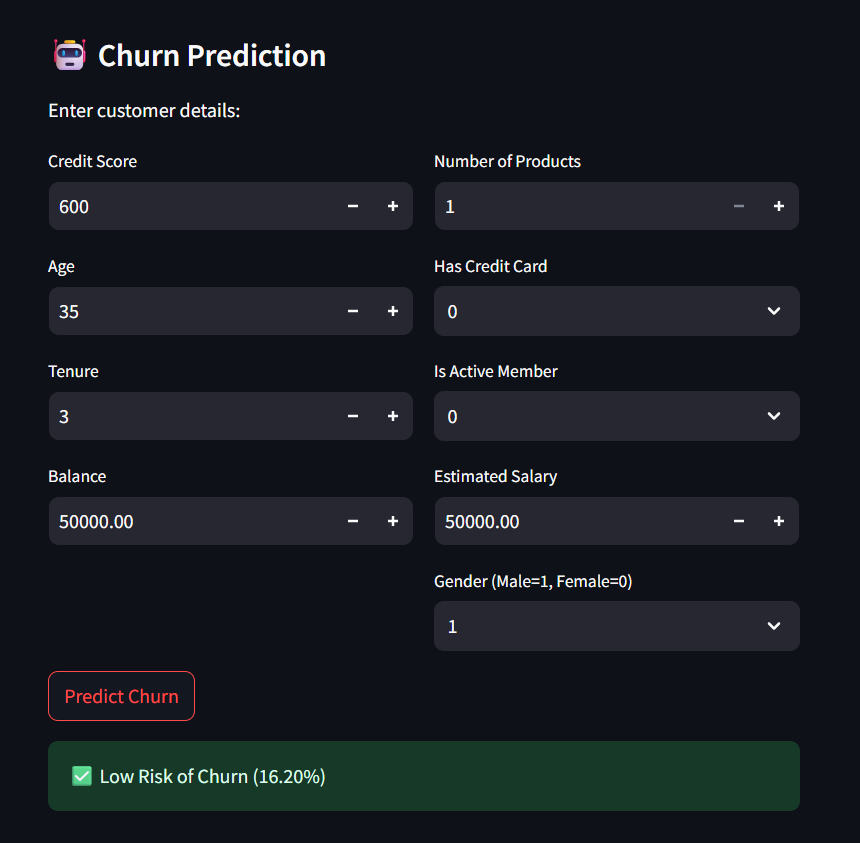 Churn Prediction
Enter customer details:
Credit Score
600
Age
35
Tenure
3
Balance
50000.00
Number of Products
1
Has Credit Card
0
Is Active Member
0
Estimated Salary
50000.00
Gender (Male=1, Female=0)
1
Predict Churn
Low Risk of Churn (16.20%)